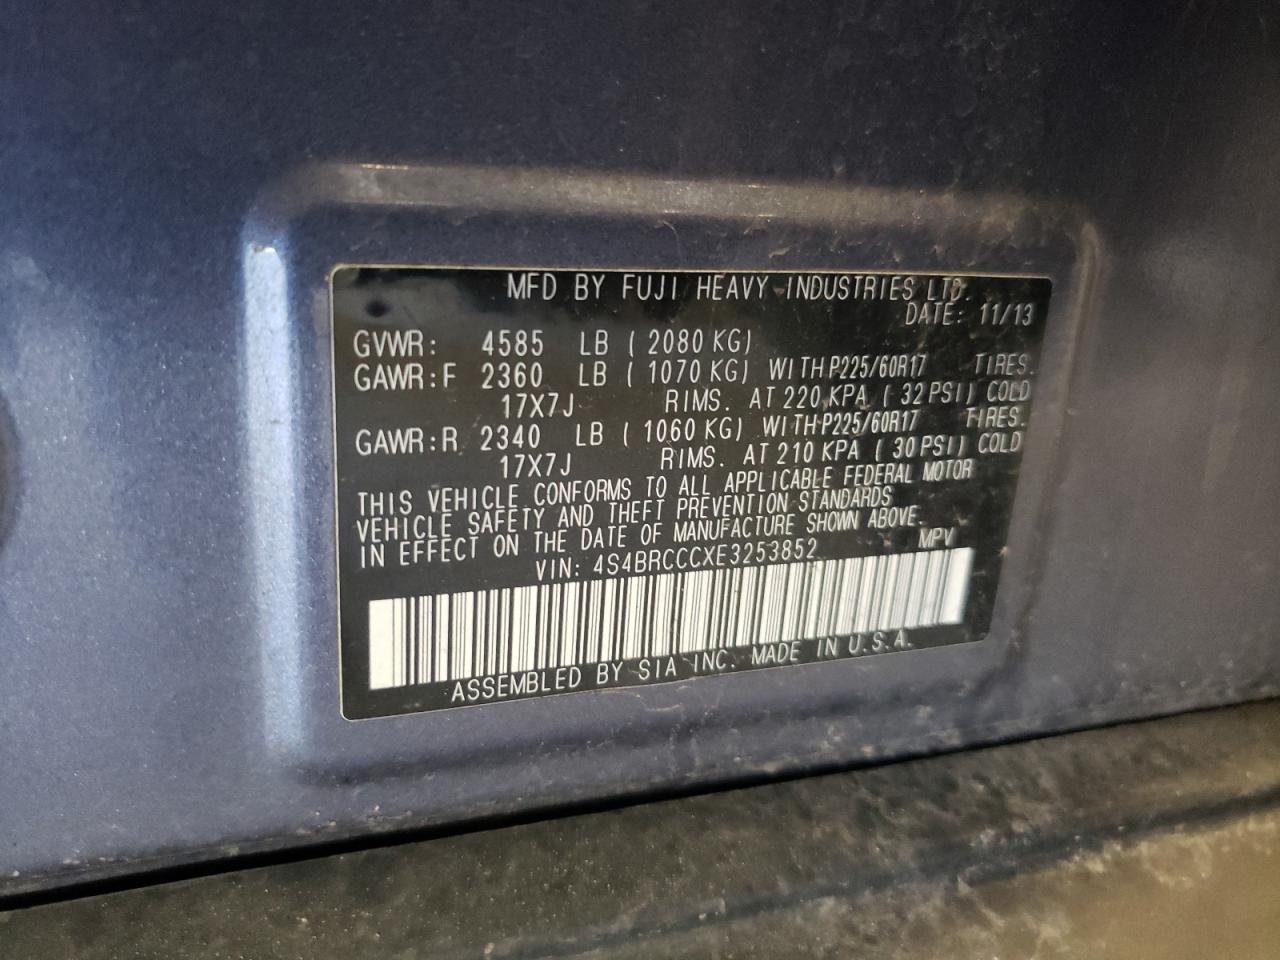 MFD BY FUJI HEAVY INDUSTRIES LTD.
DATE: 11/13
GVWR: 4585 LB ( 2080 KG)
GAWR:F 2360 LB ( 1070 KG) WITH P225/60R17 TIRES.
17X7J RIMS. AT 220 KPA ( 32 PSI) COLD
GAWR:R 2340 LB ( 1060 KG) WITH P225/60R17 TIRES.
17X7J RIMS. AT 210 KPA ( 30 PSI) COLD
THIS VEHICLE CONFORMS TO ALL APPLICABLE FEDERAL MOTOR
VEHICLE SAFETY AND THEFT PREVENTION STANDARDS
IN EFFECT ON THE DATE OF MANUFACTURE SHOWN ABOVE.
VIN: 4S4BRCCCXE3253852 MPV
ASSEMBLED BY SIA INC. MADE IN U.S.A.